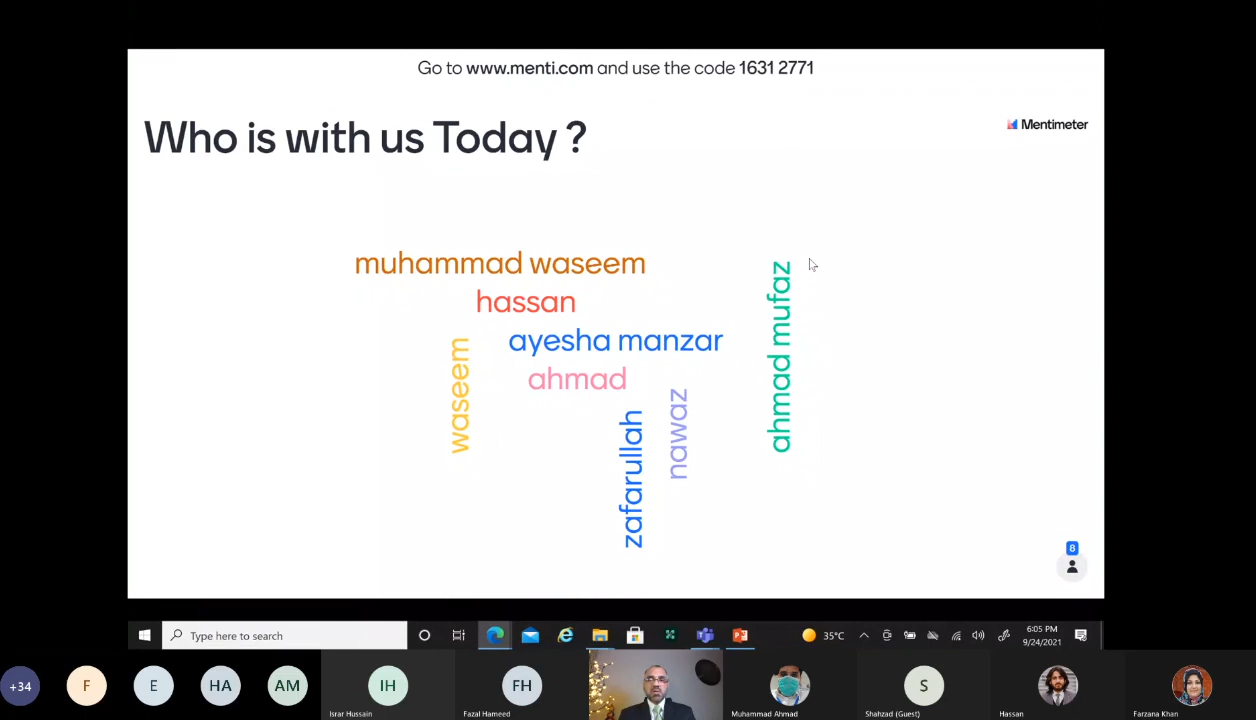 Go to www.menti.com and use the code 1631 2771
Who is with us Today ?
Mentimeter
muhammad waseem
hassan
ayesha manzar
ahmad
waseem
zafarullah
nawaz
ahmad mufaz
8
Type here to search
35°C
6:05 PM
9/24/2021
+34
F
E
HA
AM
IH
Israr Hussain
FH
Fazal Hameed
Muhammad Ahmad
S
Shahzad (Guest)
Hassan
Farzana Khan